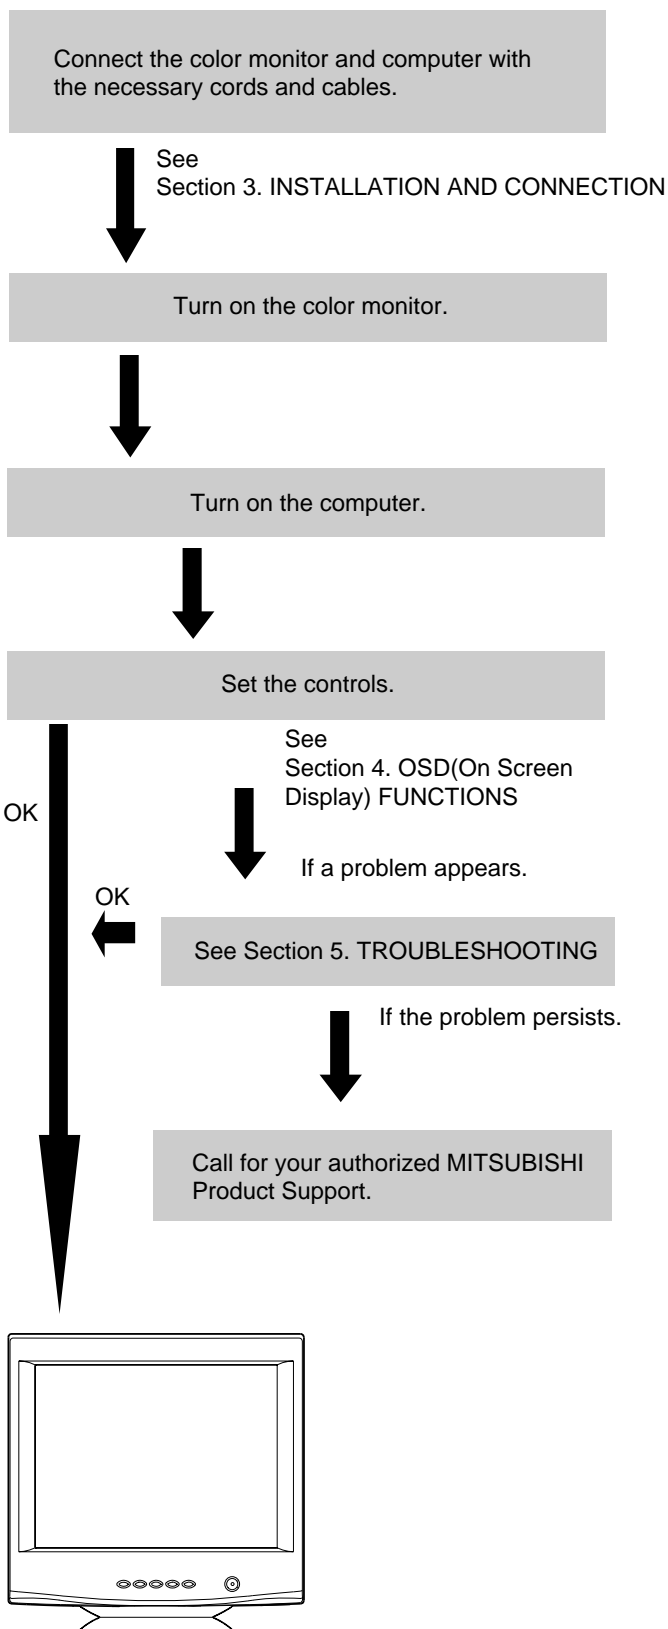 Connect the color monitor and computer with
the necessary cords and cables.
See
Section 3. INSTALLATION AND CONNECTION
Turn on the color monitor.
Turn on the computer.
Set the controls.
See
Section 4. OSD(On Screen
Display) FUNCTIONS
OK
If a problem appears.
OK
See Section 5. TROUBLESHOOTING
If the problem persists.
Call for your authorized MITSUBISHI
Product Support.